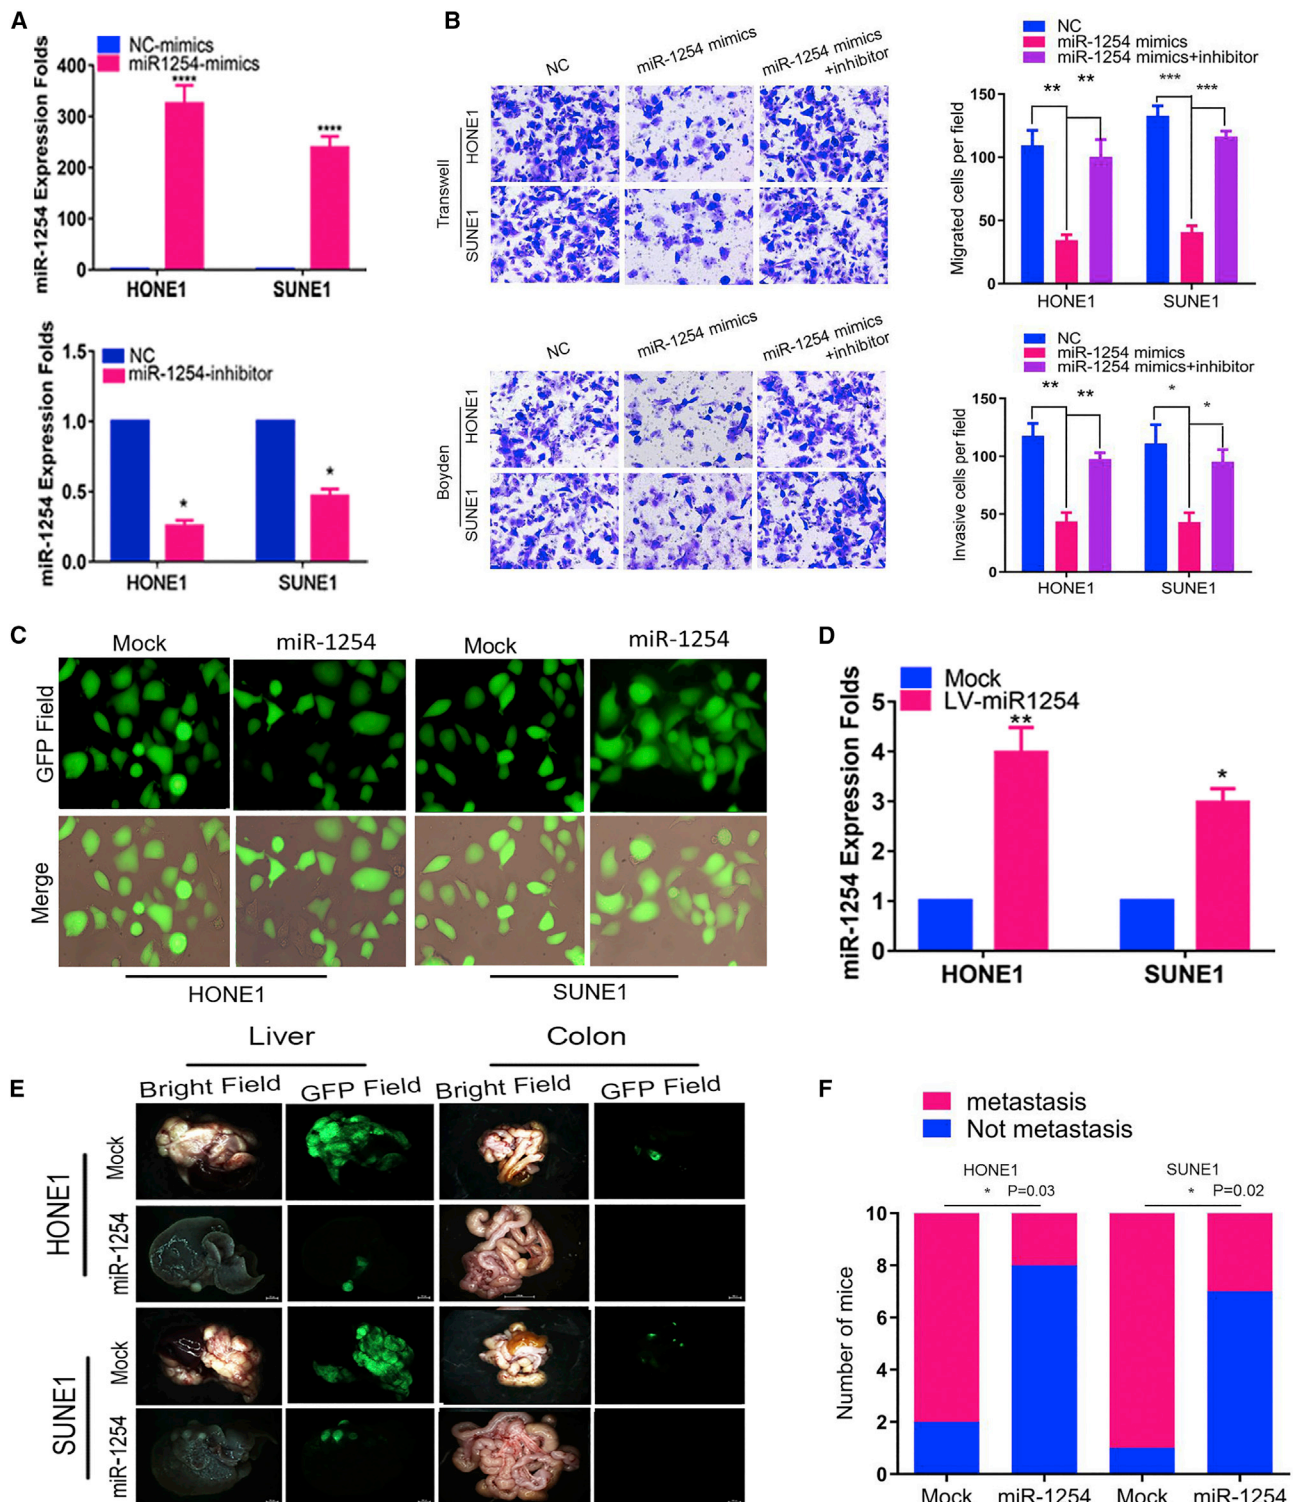 A
NC-mimics
miR1254-mimics
miR-1254 Expression Folds
400
300
200
100
0
****
****
HONE1
SUNE1
NC
miR-1254-inhibitor
miR-1254 Expression Folds
1.5
1.0
0.5
0.0
*
*
HONE1
SUNE1
B
NC
miR-1254 mimics
miR-1254 mimics
+inhibitor
Transwell
HONE1
SUNE1
NC
miR-1254 mimics
miR-1254 mimics
+inhibitor
Boyden
HONE1
SUNE1
NC
miR-1254 mimics
miR-1254 mimics+inhibitor
Migrated cells per field
150
100
50
0
**
**
***
***
HONE1
SUNE1
NC
miR-1254 mimics
miR-1254 mimics+inhibitor
Invasive cells per field
150
100
50
0
**
**
*
*
HONE1
SUNE1
C
Mock
miR-1254
Mock
miR-1254
GFP Field
Merge
HONE1
SUNE1
D
Mock
LV-miR1254
miR-1254 Expression Folds
5
4
3
2
1
0
**
*
HONE1
SUNE1
E
Liver
Colon
Bright Field
GFP Field
Bright Field
GFP Field
HONE1
Mock
miR-1254
SUNE1
Mock
miR-1254
F
metastasis
Not metastasis
HONE1
SUNE1
* P=0.03
* P=0.02
Number of mice
10
8
6
4
2
0
Mock
miR-1254
Mock
miR-1254